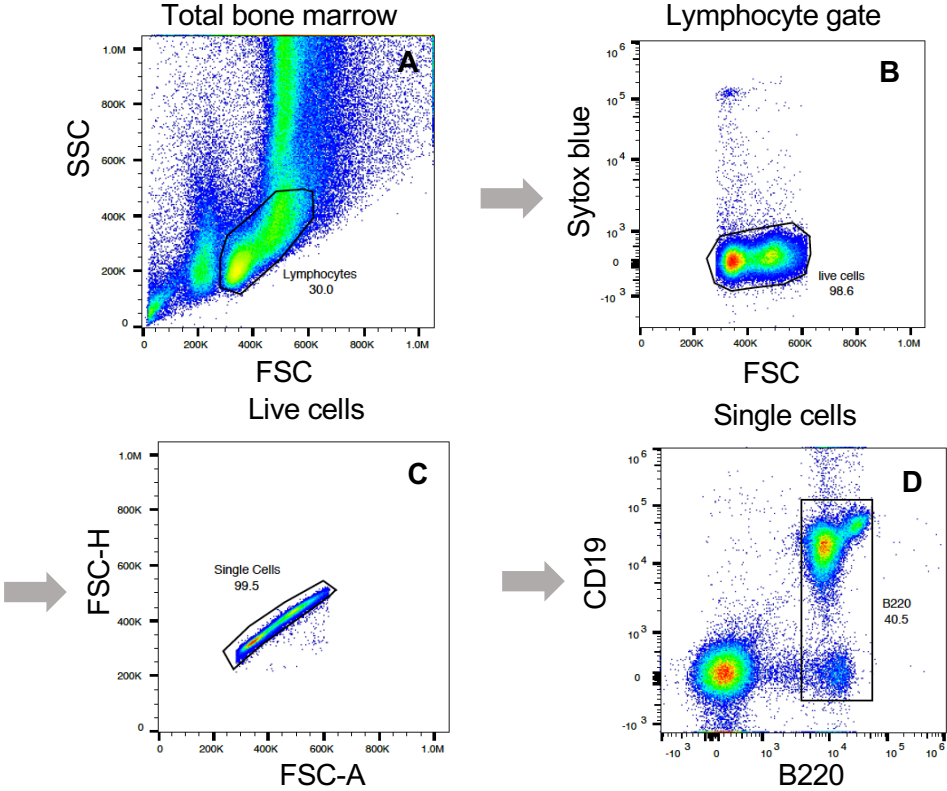 Total bone marrow
Lymphocyte gate
A
B
SSC
1.0M
800K
600K
400K
200K
0
Lymphocytes
30.0
0 200K 400K 600K 800K 1.0M
FSC
Sytox blue
10 6
10 5
10 4
10 3
0
-10 3
live cells
98.6
0 200K 400K 600K 800K 1.0M
FSC
Live cells
Single cells
C
D
FSC-H
1.0M
800K
600K
400K
200K
0
Single Cells
99.5
0 200K 400K 600K 800K 1.0M
FSC-A
CD19
10 6
10 5
10 4
10 3
0
-10 3
B220
40.5
-10 3 0 10 3 10 4 10 5 10 6
B220